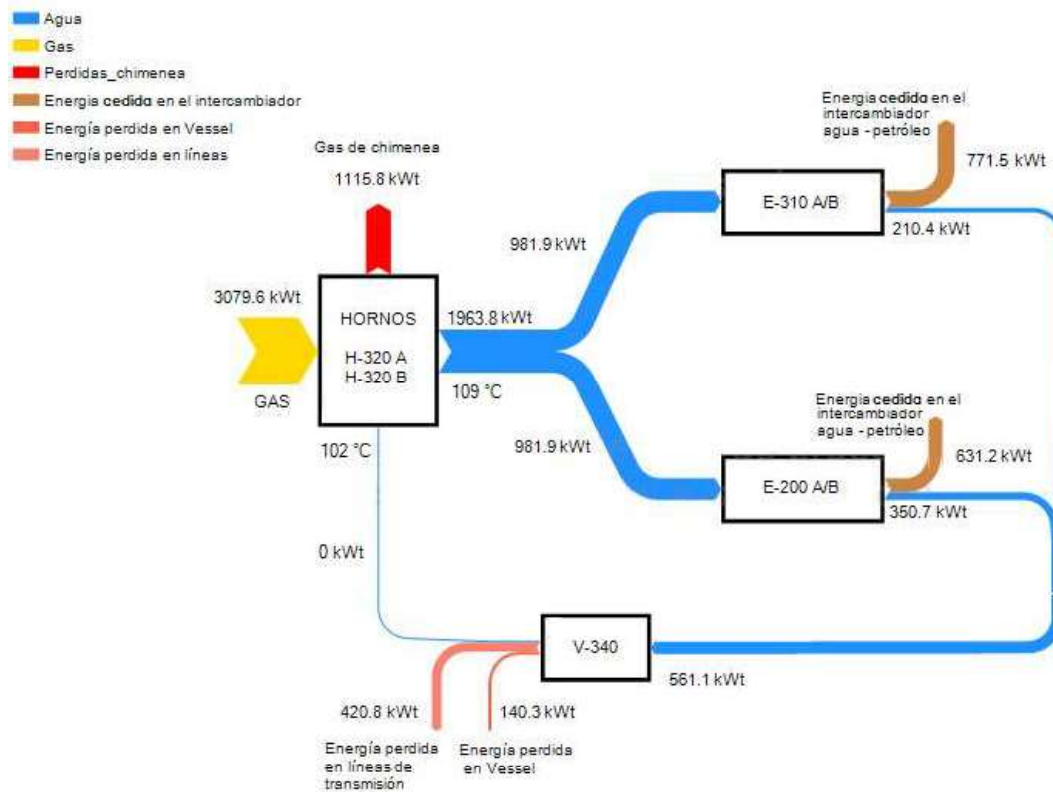 Agua
Gas
Perdidas_chimenea
Energia cedida en el intercambiador
Energía perdida en Vessel
Energía perdida en líneas
Gas de chimenea
1115.8 kWt
3079.6 kWt
GAS
HORNOS
H-320 A
H-320 B
1963.8 kWt
109 °C
102 °C
0 kWt
981.9 kWt
981.9 kWt
Energia cedida en el
intercambiador
agua - petróleo
771.5 kWt
E-310 A/B
210.4 kWt
Energia cedida en el
intercambiador
agua - petróleo
631.2 kWt
E-200 A/B
350.7 kWt
V-340
561.1 kWt
420.8 kWt
Energía perdida
en líneas de
transmisión
140.3 kWt
Energía perdida
en Vessel